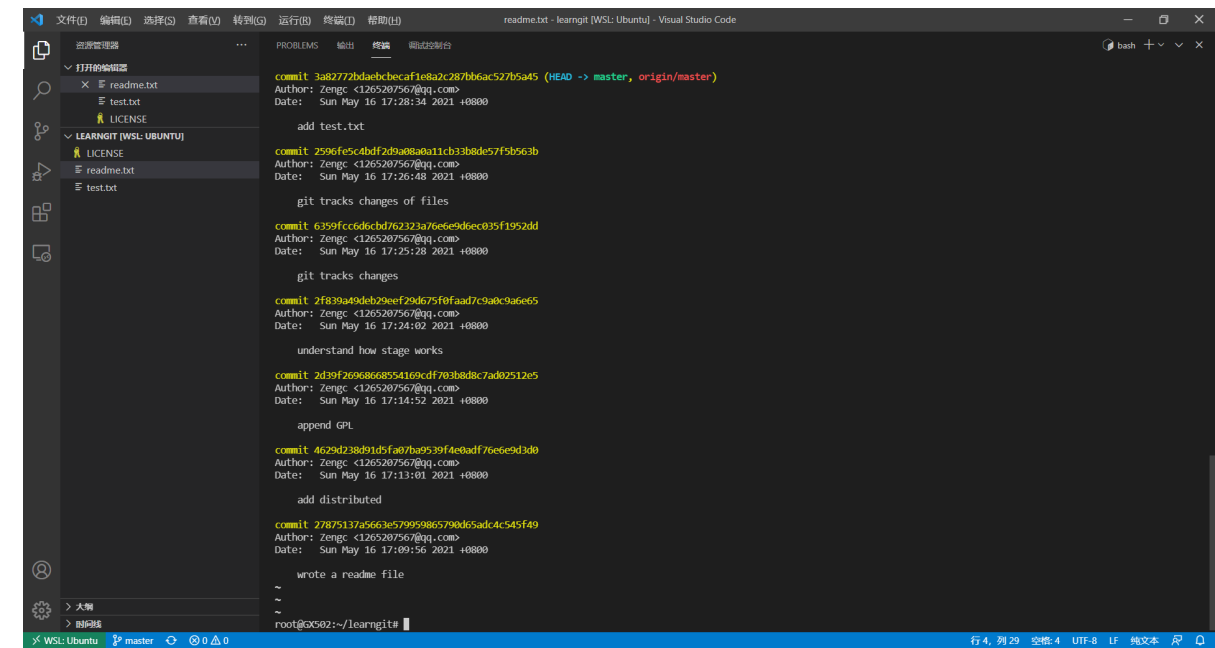 文件(F) 编辑(E) 选择(S) 查看(V) 转到(G) 运行(R) 终端(T) 帮助(H) readme.txt - learngit [WSL: Ubuntu] - Visual Studio Code
资源管理器
打开的编辑器
readme.txt
test.txt
LICENSE
LEARNGIT [WSL: UBUNTU]
LICENSE
readme.txt
test.txt
大纲
时间线
PROBLEMS 输出 终端 调试控制台 bash
commit 3a82772bdaebcbecaf1e8a2c287bb6ac527b5a45 (HEAD -> master, origin/master)
Author: Zengc <1265207567@qq.com>
Date: Sun May 16 17:28:34 2021 +0800
add test.txt
commit 2596fe5c4bdf2d9a08a0a11cb33b8de57f5b563b
Author: Zengc <1265207567@qq.com>
Date: Sun May 16 17:26:48 2021 +0800
git tracks changes of files
commit 6359fcc6d6cbd762323a76e6e9d6ec035f1952dd
Author: Zengc <1265207567@qq.com>
Date: Sun May 16 17:25:28 2021 +0800
git tracks changes
commit 2f839a49deb29eef29d675f0faad7c9a0c9a6e65
Author: Zengc <1265207567@qq.com>
Date: Sun May 16 17:24:02 2021 +0800
understand how stage works
commit 2d39f26968668554169cdf703b8d8c7ad02512e5
Author: Zengc <1265207567@qq.com>
Date: Sun May 16 17:14:52 2021 +0800
append GPL
commit 4629d238d91d5fa07ba9539f4e0adf76e6e9d3d0
Author: Zengc <1265207567@qq.com>
Date: Sun May 16 17:13:01 2021 +0800
add distributed
commit 27875137a5663e579959865790d65adc4c545f49
Author: Zengc <1265207567@qq.com>
Date: Sun May 16 17:09:56 2021 +0800
wrote a readme file
~
~
~
root@GX502:~/learngit#
WSL: Ubuntu master 0 0 行 4, 列 29 空格: 4 UTF-8 LF 纯文本